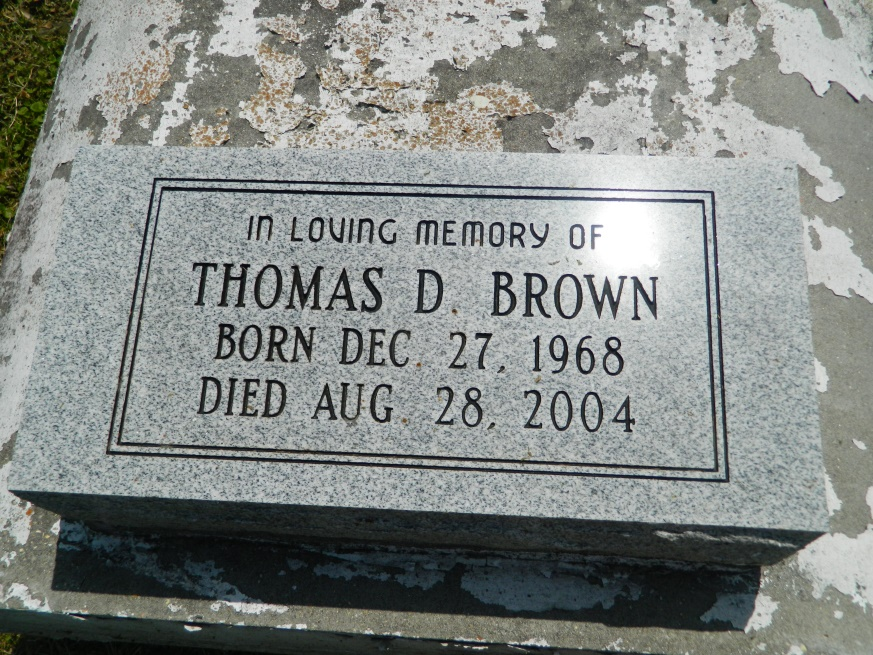 IN LOVING MEMORY OF
THOMAS D. BROWN
BORN DEC. 27, 1968
DIED AUG. 28, 2004